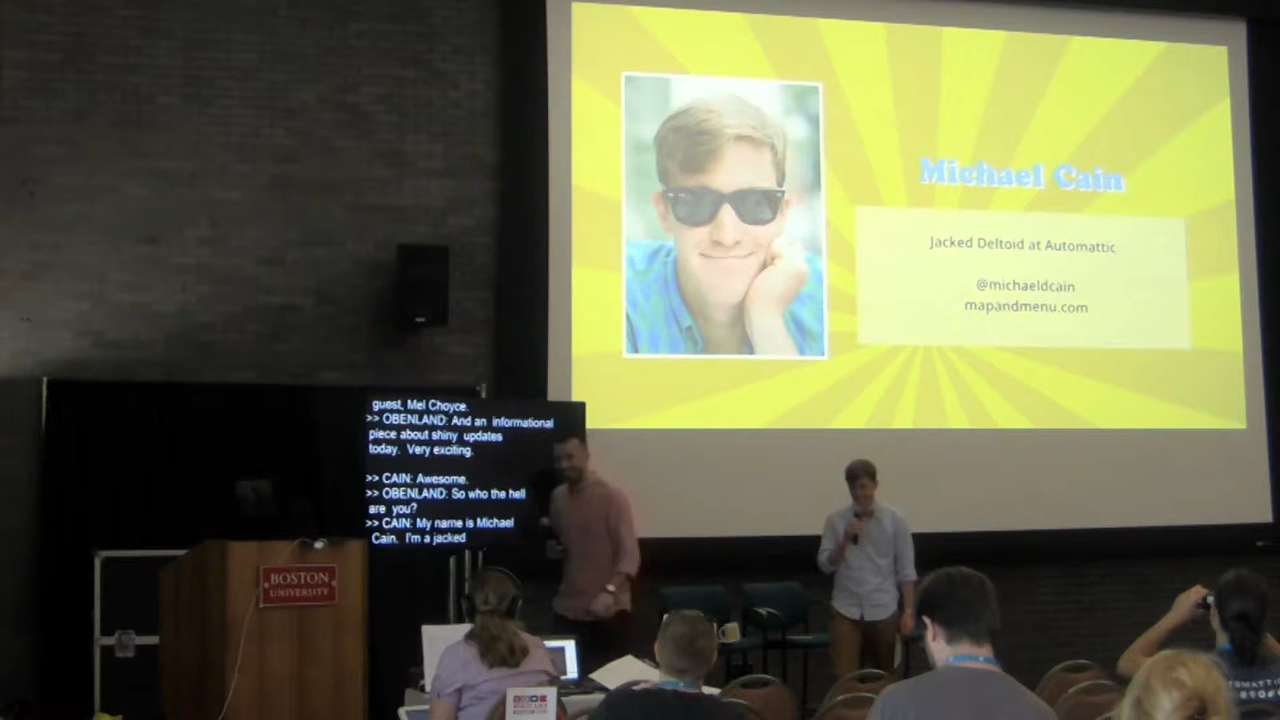 Michael Cain
Jacked Deltoid at Automattic
@michaeldcain
mapandmenu.com
guest, Mel Choyce.
>> OBENLAND: And an informational
piece about shiny updates
today. Very exciting.
>> CAIN: Awesome.
>> OBENLAND: So who the hell
are you?
>> CAIN: My name is Michael
Cain. I'm a jacked
BOSTON
UNIVERSITY